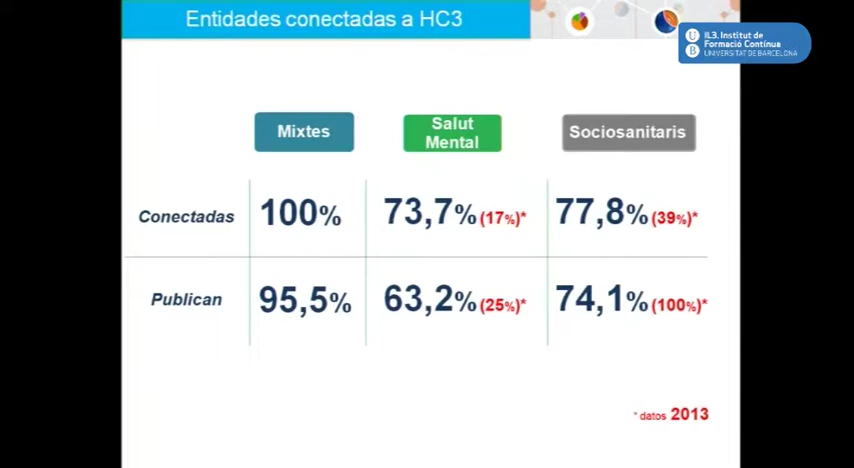 Entidades conectadas a HC3
IL3. Institut de
Formació Contínua
UNIVERSITAT DE BARCELONA
U
B
Mixtes
Salut
Mental
Sociosanitaris
Conectadas 100% 73,7% (17%)* 77,8% (39%)*
Publican 95,5% 63,2% (25%)* 74,1% (100%)*
* datos 2013